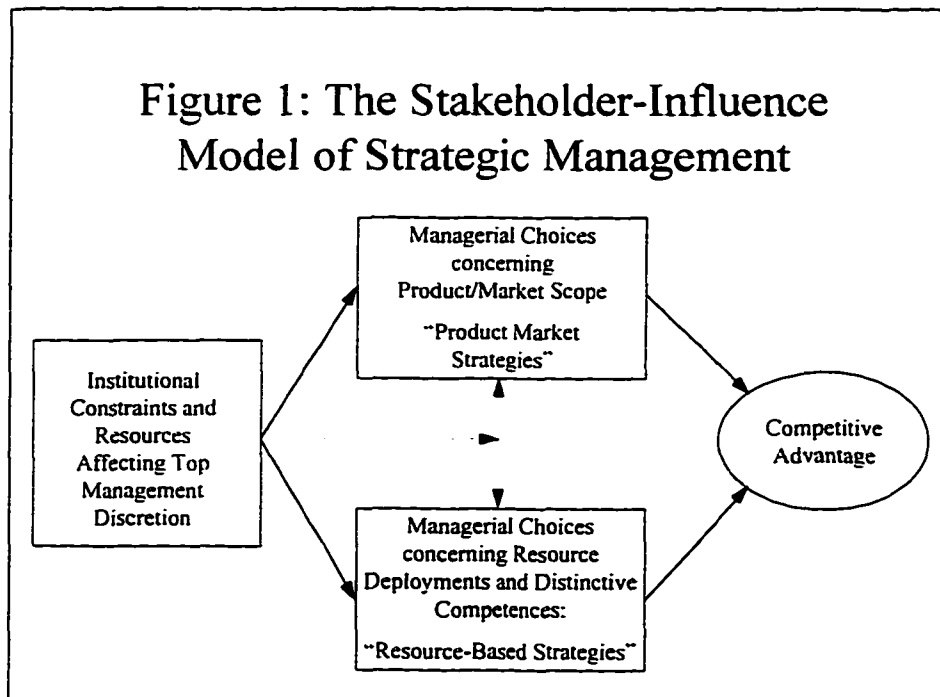 Figure 1: The Stakeholder-Influence
Model of Strategic Management
Managerial Choices
concerning
Product/Market Scope
"Product Market
Strategies"
Institutional
Constraints and
Resources
Affecting Top
Management
Discretion
Competitive
Advantage
Managerial Choices
concerning Resource
Deployments and Distinctive
Competences:
"Resource-Based Strategies"